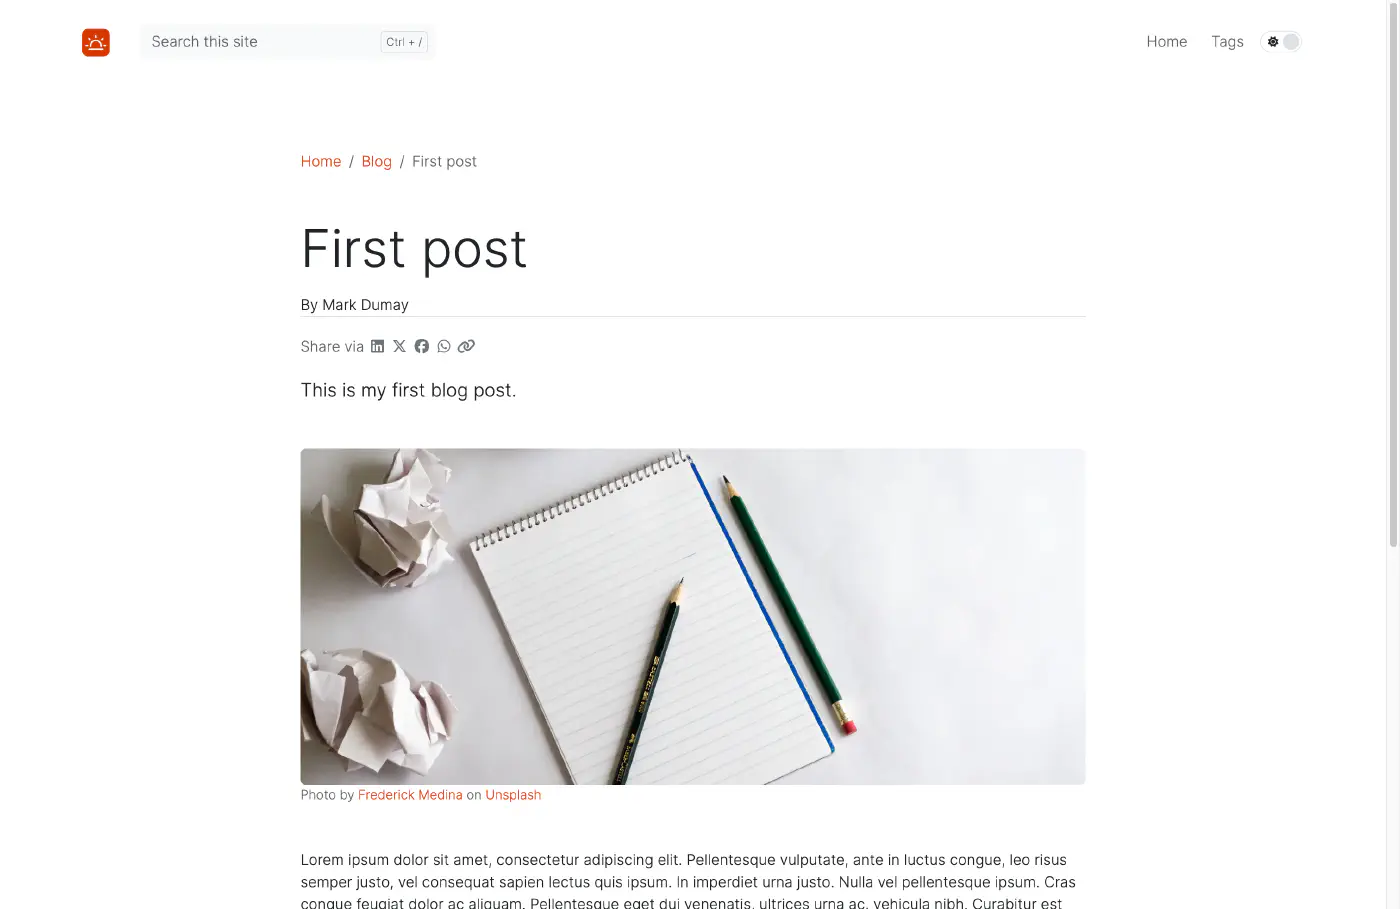 Search this site
Ctrl + /
Home
Tags
Home / Blog / First post
First post
By Mark Dumay
Share via
This is my first blog post.
Photo by Frederick Medina on Unsplash
Lorem ipsum dolor sit amet, consectetur adipiscing elit. Pellentesque vulputate, ante in luctus congue, leo risus
semper justo, vel consequat sapien lectus quis ipsum. In imperdiet urna justo. Nulla vel pellentesque ipsum. Cras
congue feugiat dolor ac aliquam. Pellentesque eget dui venenatis, ultrices urna ac, vehicula nibh. Curabitur est